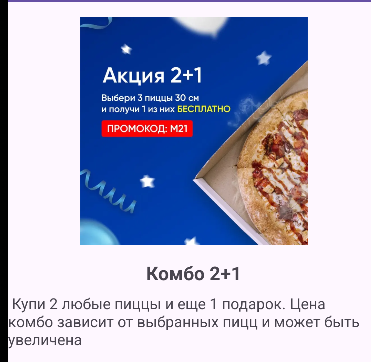 Акция 2+1
Выбери 3 пиццы 30 см
и получи 1 из них БЕСПЛАТНО
ПРОМОКОД: М21
Комбо 2+1
Купи 2 любые пиццы и еще 1 подарок. Цена
комбо зависит от выбранных пицц и может быть
увеличена